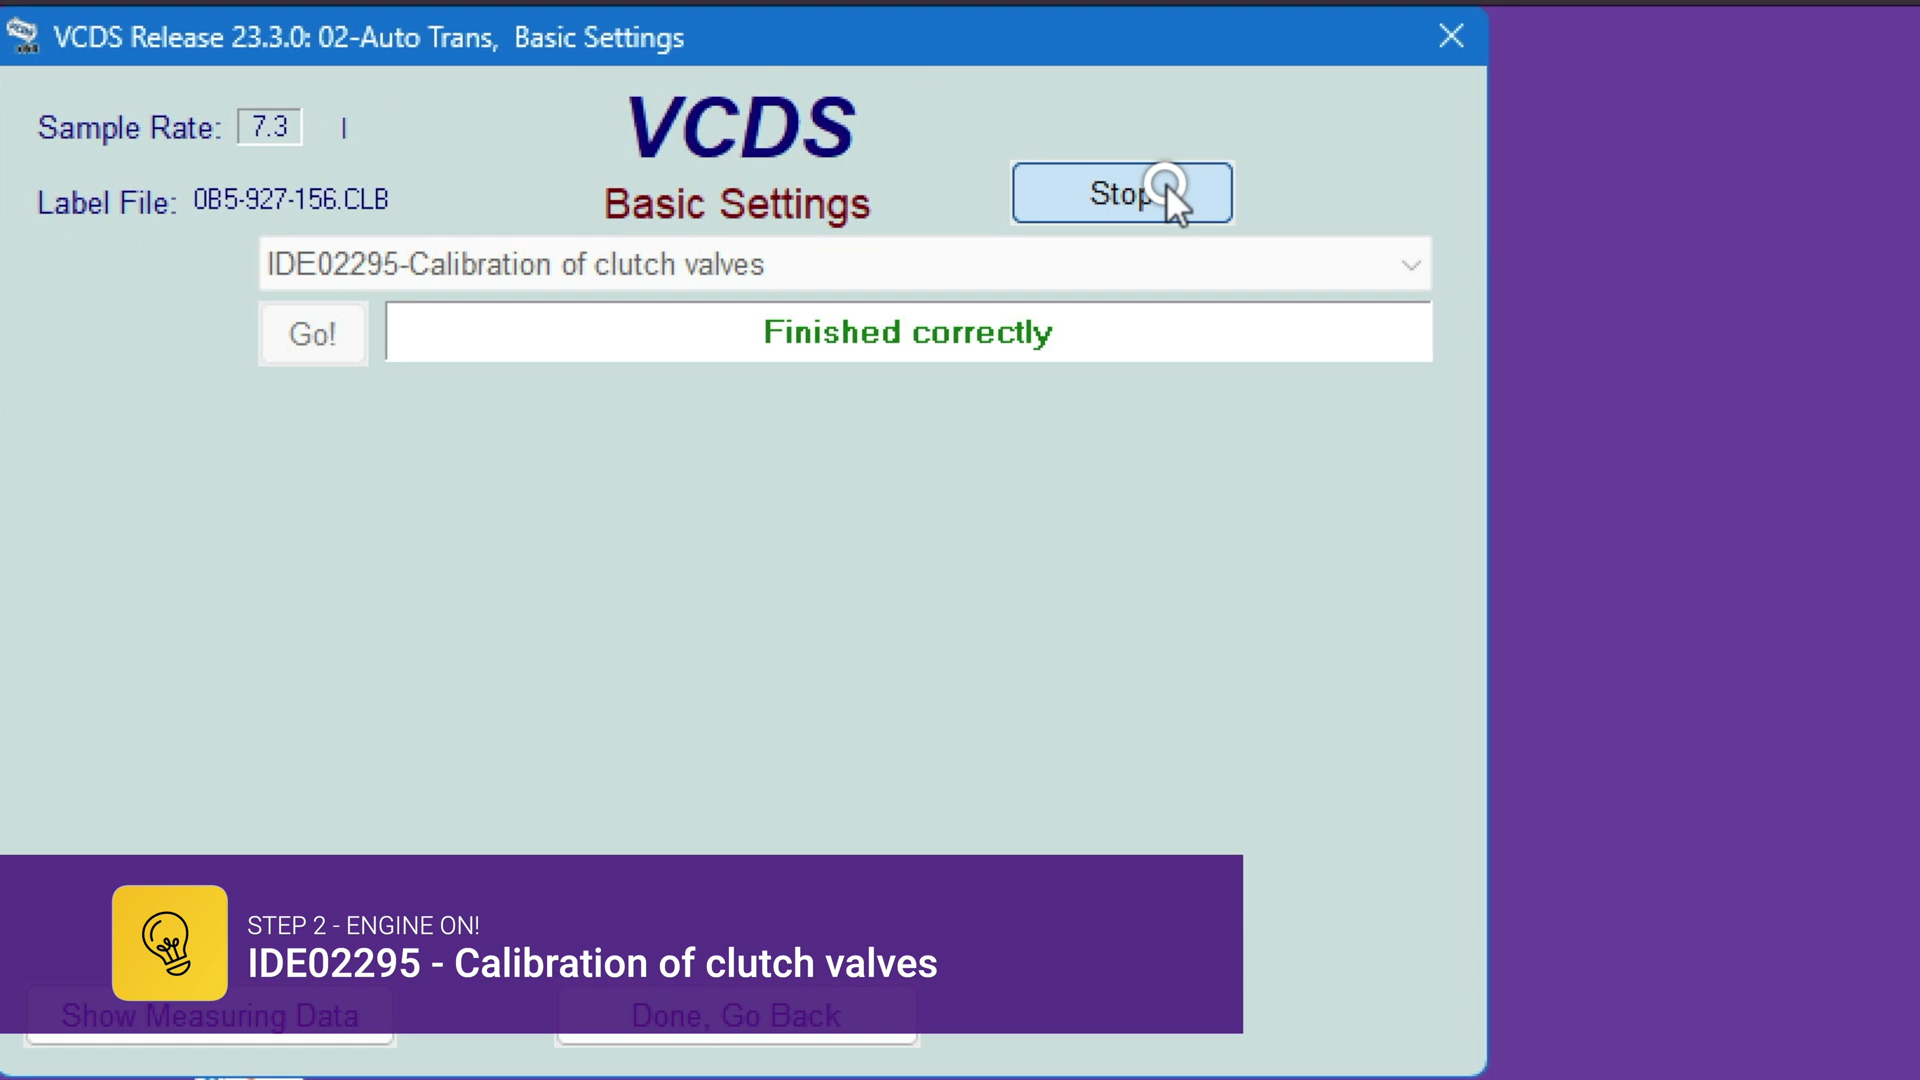 VCDS Release 23.3.0: 02-Auto Trans,  Basic Settings
Sample Rate: 7.3 I
VCDS
Label File: 0B5-927-156.CLB
Basic Settings
Stop
IDE02295-Calibration of clutch valves
Go!
Finished correctly
STEP 2 - ENGINE ON!
IDE02295 - Calibration of clutch valves
Show Measuring Data
Done, Go Back